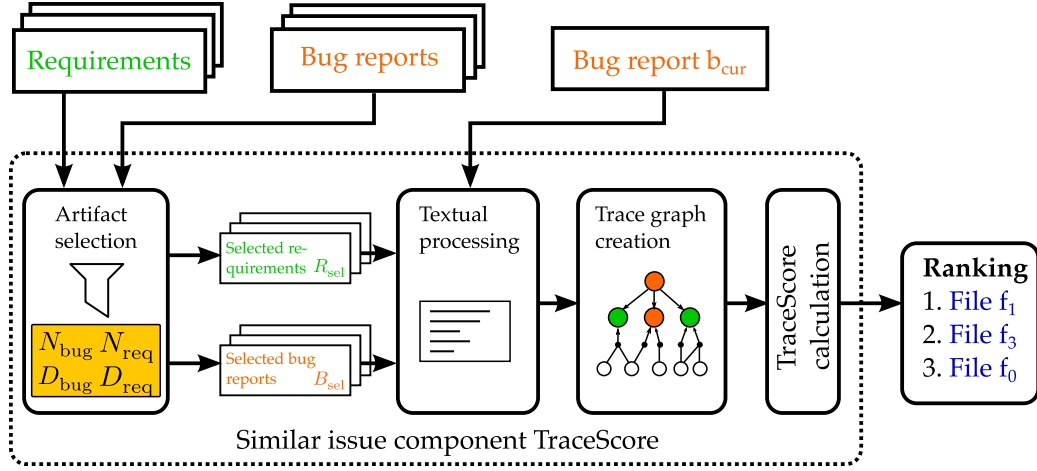 Requirements
Bug reports
Bug report b_cur
Artifact
selection
N_bug N_req
D_bug D_req
Selected re-
quirements R_sel
Selected bug
reports B_sel
Textual
processing
Trace graph
creation
TraceScore
calculation
Ranking
1. File f_1
2. File f_3
3. File f_0
Similar issue component TraceScore